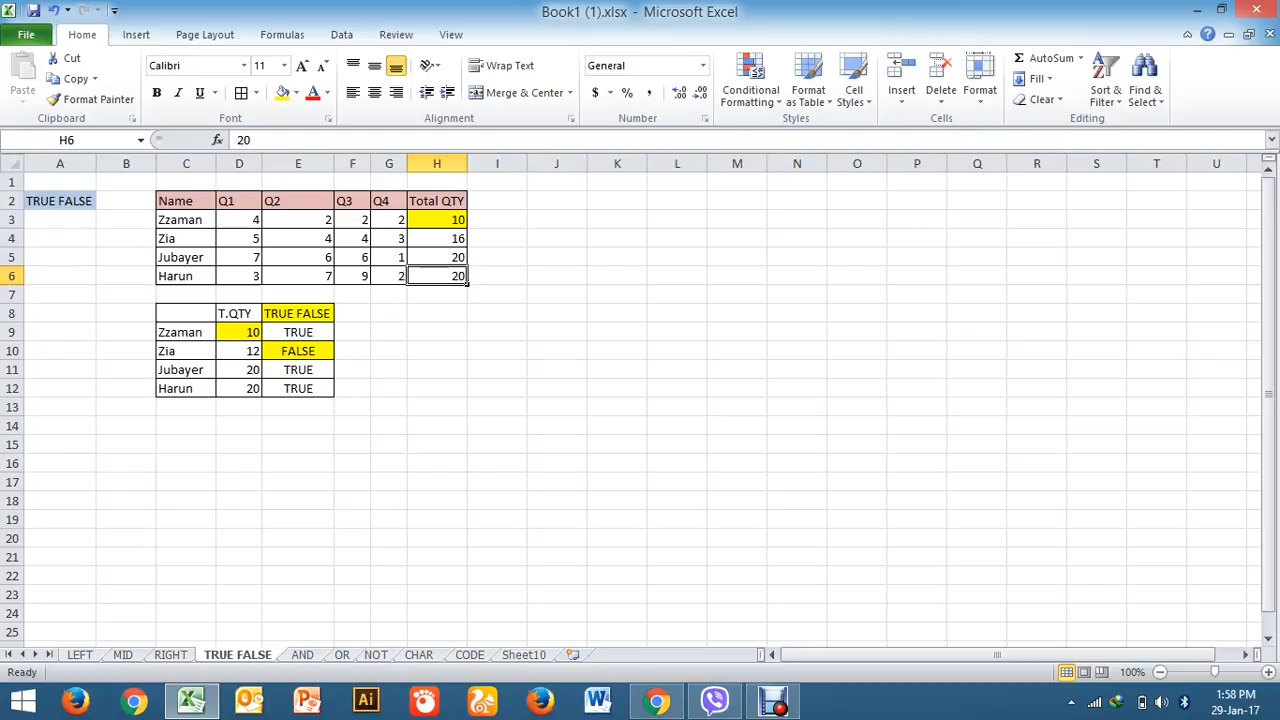 Book1 (1).xlsx - Microsoft Excel
File Home Insert Page Layout Formulas Data Review View
Paste Cut Copy Format Painter Clipboard
Calibri 11 B I U A Font
Wrap Text Merge & Center Alignment
General $ % , Number
Conditional Formatting Format as Table Cell Styles Styles
Insert Delete Format Cells
Σ AutoSum Fill Clear Sort & Filter Find & Select Editing
H6 fx 20
A B C D E F G H I J K L M N O P Q R S T U
1
2 TRUE FALSE Name Q1 Q2 Q3 Q4 Total QTY
3 Zzaman 4 2 2 2 10
4 Zia 5 4 4 3 16
5 Jubayer 7 6 6 1 20
6 Harun 3 7 9 2 20
7
8 T.QTY TRUE FALSE
9 Zzaman 10 TRUE
10 Zia 12 FALSE
11 Jubayer 20 TRUE
12 Harun 20 TRUE
13
14
15
16
17
18
19
20
21
22
23
24
25
LEFT MID RIGHT TRUE FALSE AND OR NOT CHAR CODE Sheet10
Ready 100%
1:58 PM
29-Jan-17